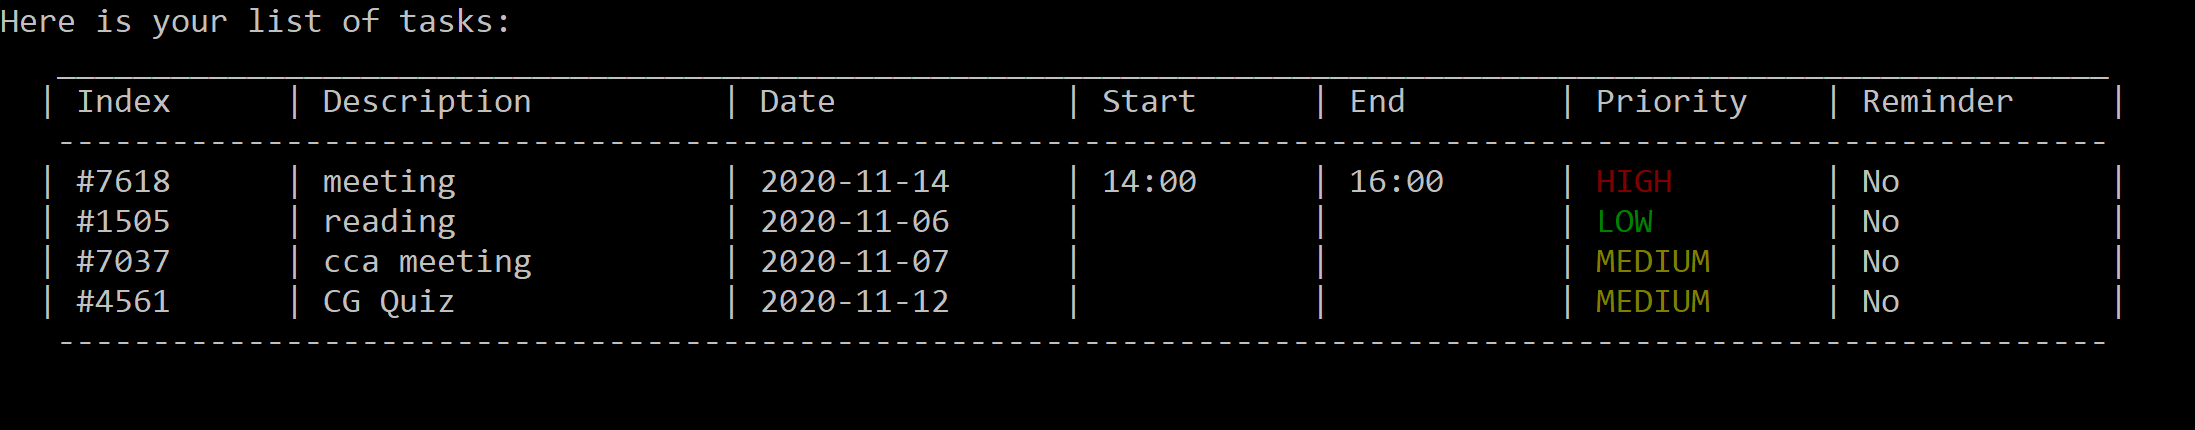 Here is your list of tasks:
| Index | Description | Date | Start | End | Priority | Reminder |
| #7618 | meeting | 2020-11-14 | 14:00 | 16:00 | HIGH | No |
| #1505 | reading | 2020-11-06 | | | LOW | No |
| #7037 | cca meeting | 2020-11-07 | | | MEDIUM | No |
| #4561 | CG Quiz | 2020-11-12 | | | MEDIUM | No |